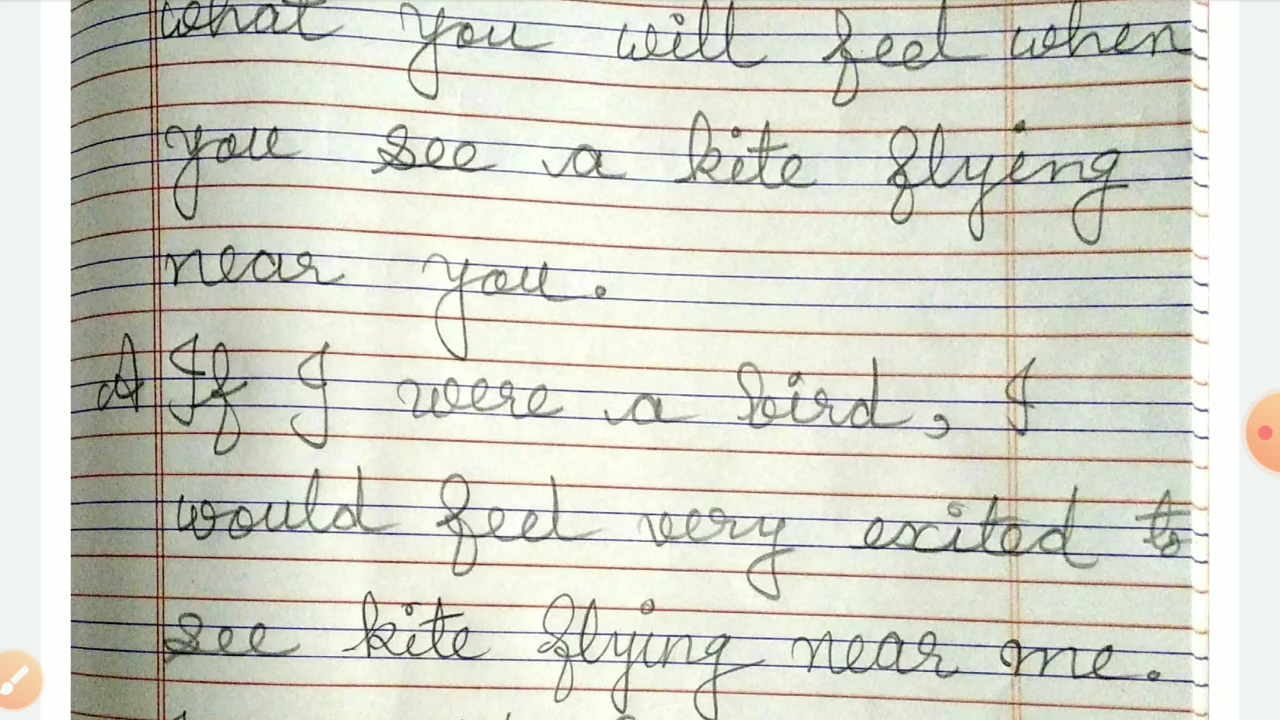 what you will feel when
you see a kite flying
near you.
A If I were a bird, I
would feel very excited to
see kite flying near me.